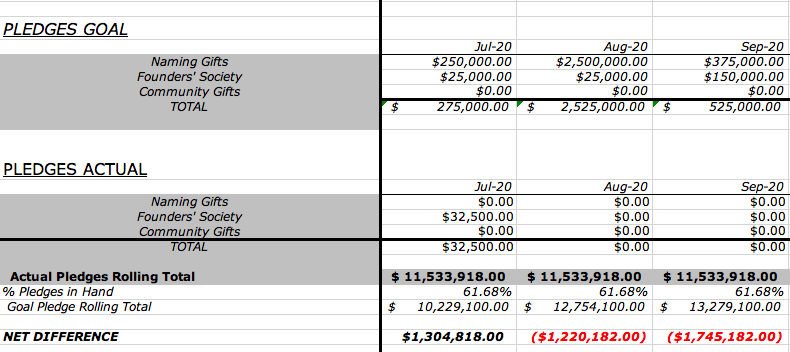 PLEDGES GOAL
Jul-20 Aug-20 Sep-20
Naming Gifts $250,000.00 $2,500,000.00 $375,000.00
Founders' Society $25,000.00 $25,000.00 $150,000.00
Community Gifts $0.00 $0.00 $0.00
TOTAL $ 275,000.00 $ 2,525,000.00 $ 525,000.00
PLEDGES ACTUAL
Jul-20 Aug-20 Sep-20
Naming Gifts $0.00 $0.00 $0.00
Founders' Society $32,500.00 $0.00 $0.00
Community Gifts $0.00 $0.00 $0.00
TOTAL $32,500.00 $0.00 $0.00
Actual Pledges Rolling Total $ 11,533,918.00 $ 11,533,918.00 $ 11,533,918.00
% Pledges in Hand 61.68% 61.68% 61.68%
Goal Pledge Rolling Total $ 10,229,100.00 $ 12,754,100.00 $ 13,279,100.00
NET DIFFERENCE $1,304,818.00 ($1,220,182.00) ($1,745,182.00)